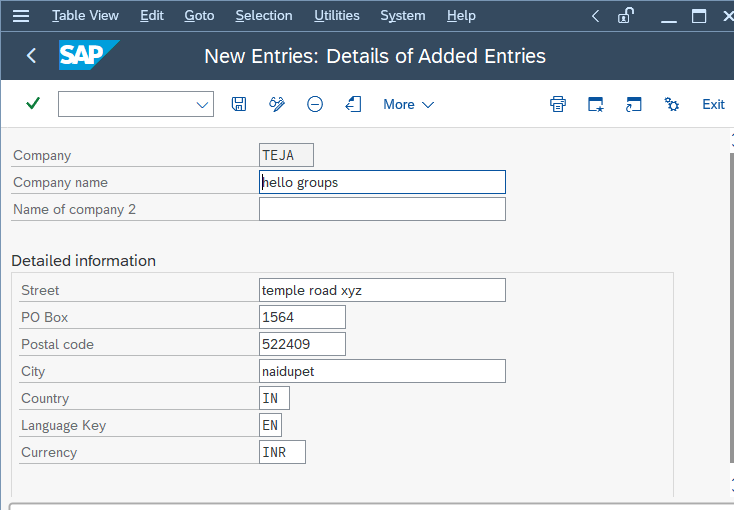 Table View Edit Goto Selection Utilities System Help
SAP New Entries: Details of Added Entries
More Exit
Company TEJA
Company name hello groups
Name of company 2
Detailed information
Street temple road xyz
PO Box 1564
Postal code 522409
City naidupet
Country IN
Language Key EN
Currency INR